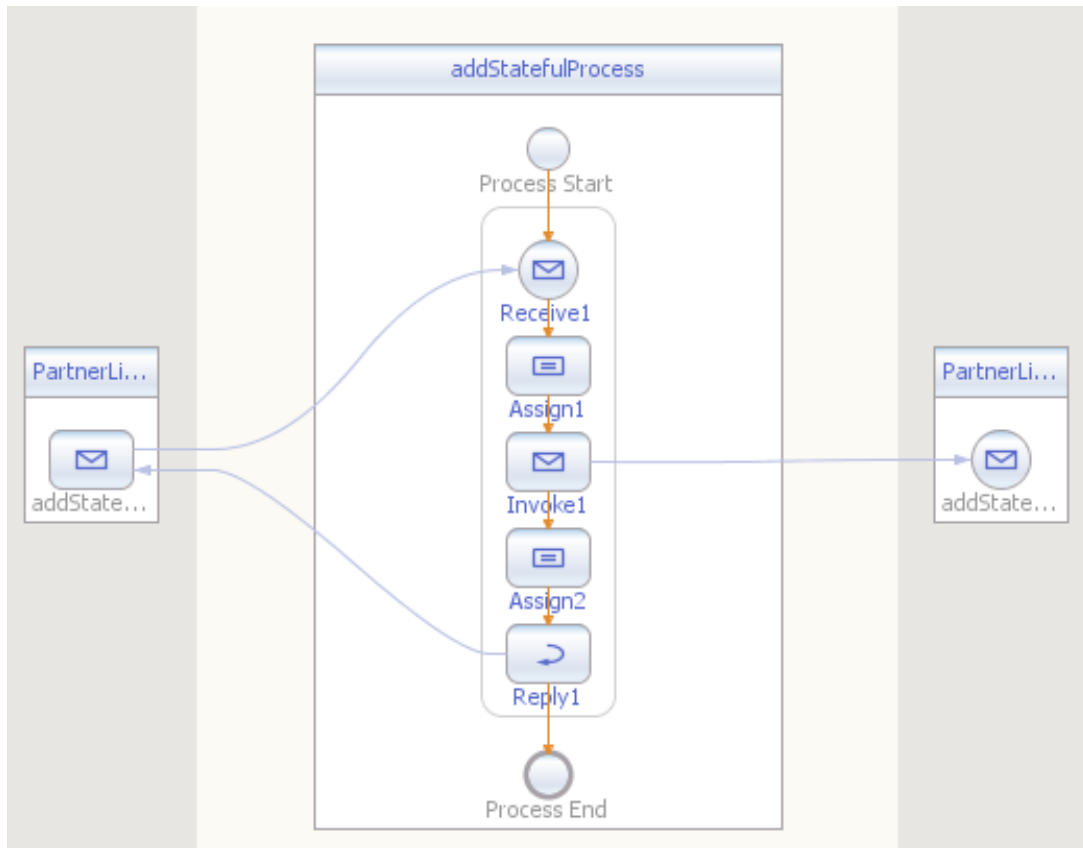 addStatefulProcess
Process Start
Receive1
PartnerLi...
PartnerLi...
Assign1
addState...
Invoke1
addState...
Assign2
Reply1
Process End